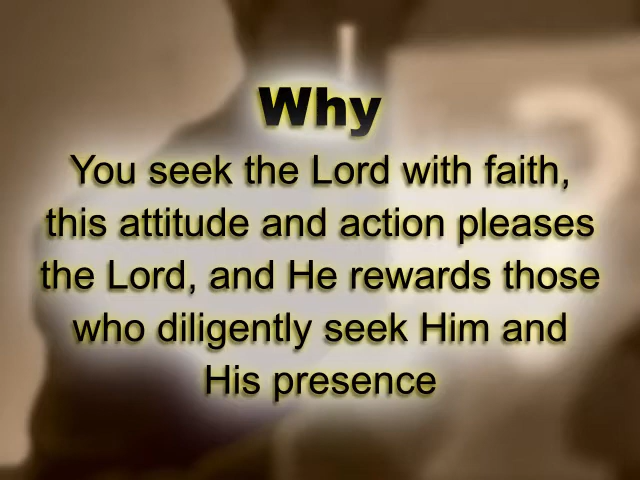 Why
You seek the Lord with faith,
this attitude and action pleases
the Lord, and He rewards those
who diligently seek Him and
His presence